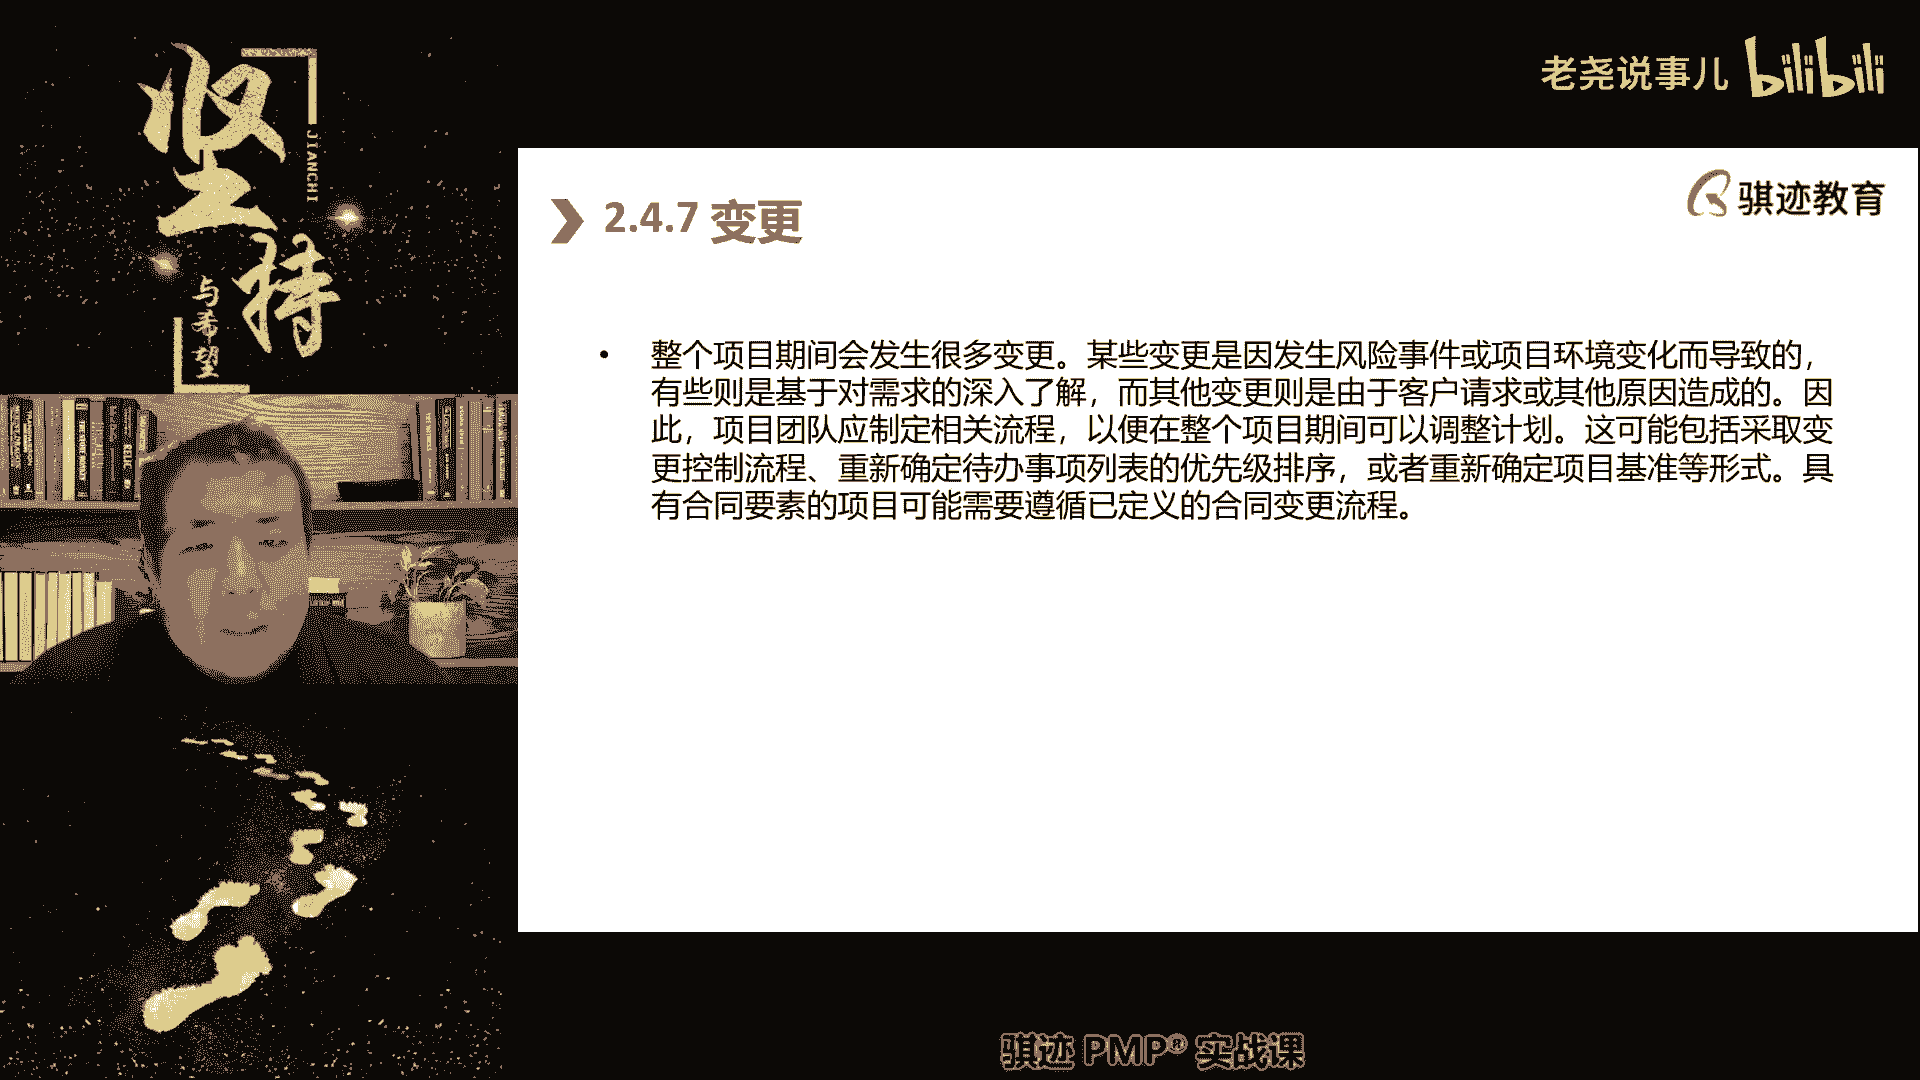 坚持
JIANCHI
与希望
老尧说事儿 bilibili
骐迹教育
2.4.7 变更
• 整个项目期间会发生很多变更。某些变更是因发生风险事件或项目环境变化而导致的，
有些则是基于对需求的深入了解，而其他变更则是由于客户请求或其他原因造成的。因
此，项目团队应制定相关流程，以便在整个项目期间可以调整计划。这可能包括采取变
更控制流程、重新确定待办事项列表的优先级排序，或者重新确定项目基准等形式。具
有合同要素的项目可能需要遵循已定义的合同变更流程。
骐迹 PMP® 实战课